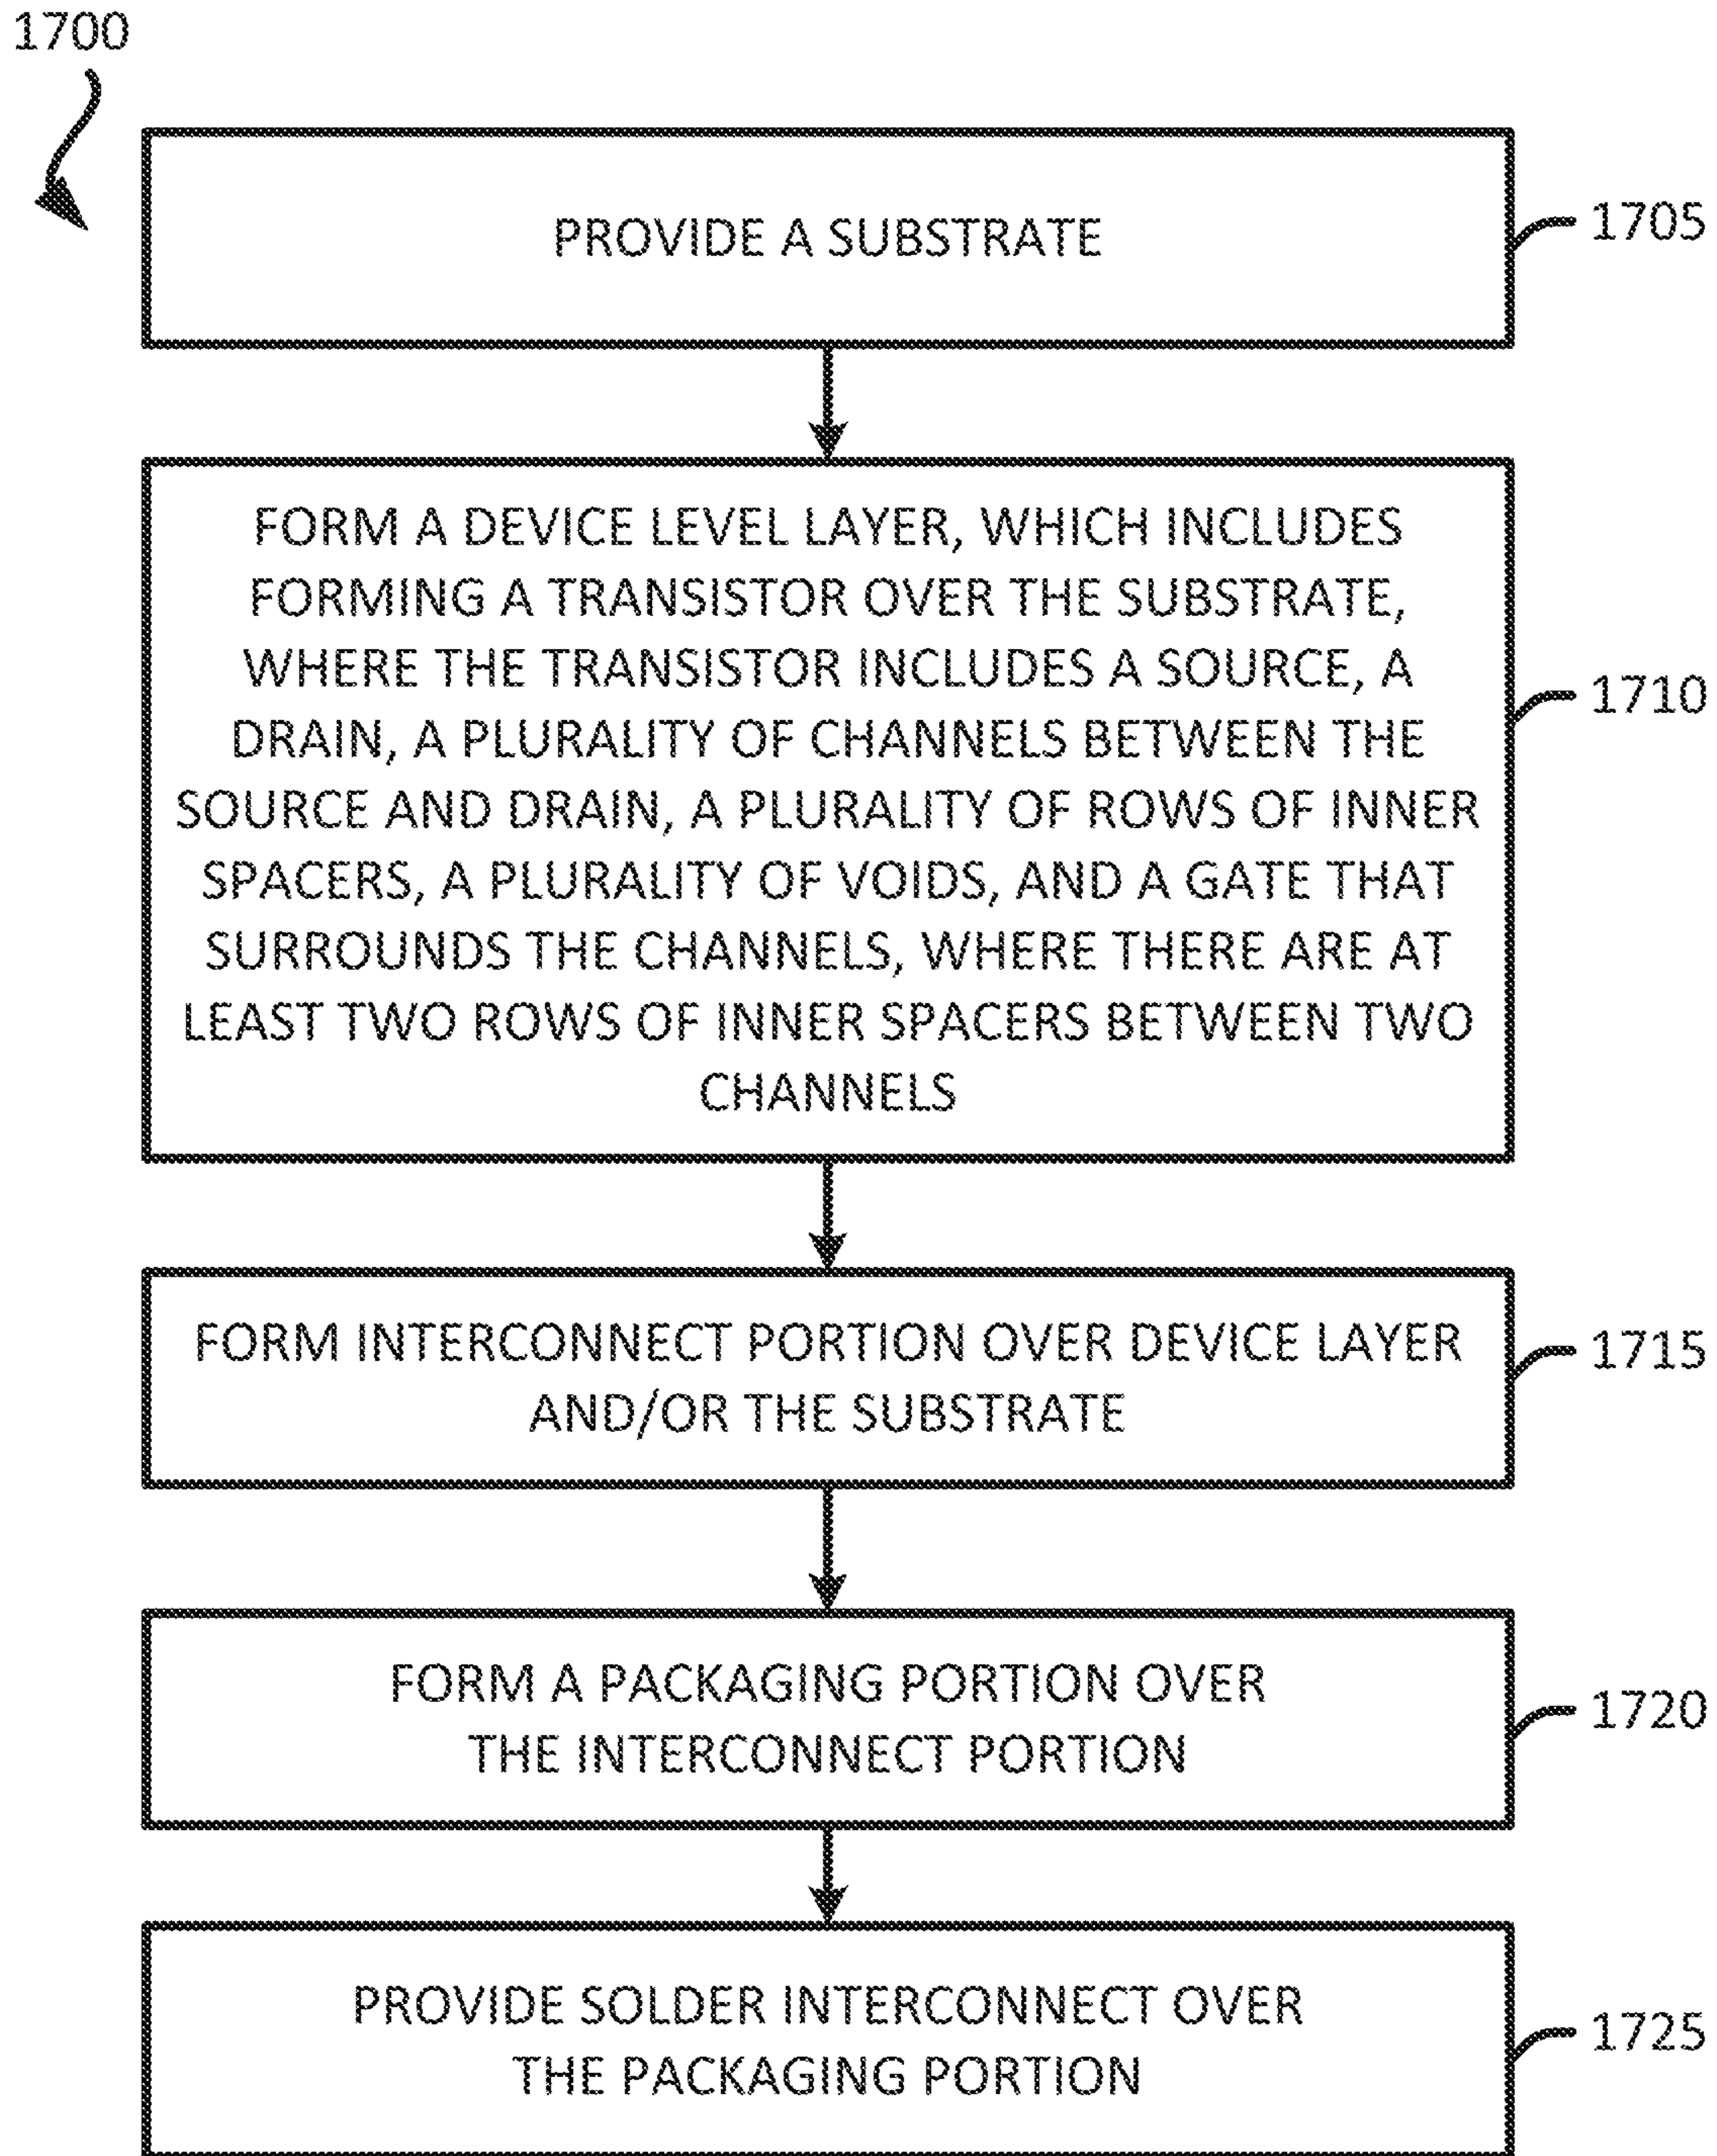 1700
PROVIDE A SUBSTRATE
1705
FORM A DEVICE LEVEL LAYER, WHICH INCLUDES
FORMING A TRANSISTOR OVER THE SUBSTRATE,
WHERE THE TRANSISTOR INCLUDES A SOURCE, A
DRAIN, A PLURALITY OF CHANNELS BETWEEN THE
SOURCE AND DRAIN, A PLURALITY OF ROWS OF INNER
SPACERS, A PLURALITY OF VOIDS, AND A GATE THAT
SURROUNDS THE CHANNELS, WHERE THERE ARE AT
LEAST TWO ROWS OF INNER SPACERS BETWEEN TWO
CHANNELS
1710
FORM INTERCONNECT PORTION OVER DEVICE LAYER
AND/OR THE SUBSTRATE
1715
FORM A PACKAGING PORTION OVER
THE INTERCONNECT PORTION
1720
PROVIDE SOLDER INTERCONNECT OVER
THE PACKAGING PORTION
1725